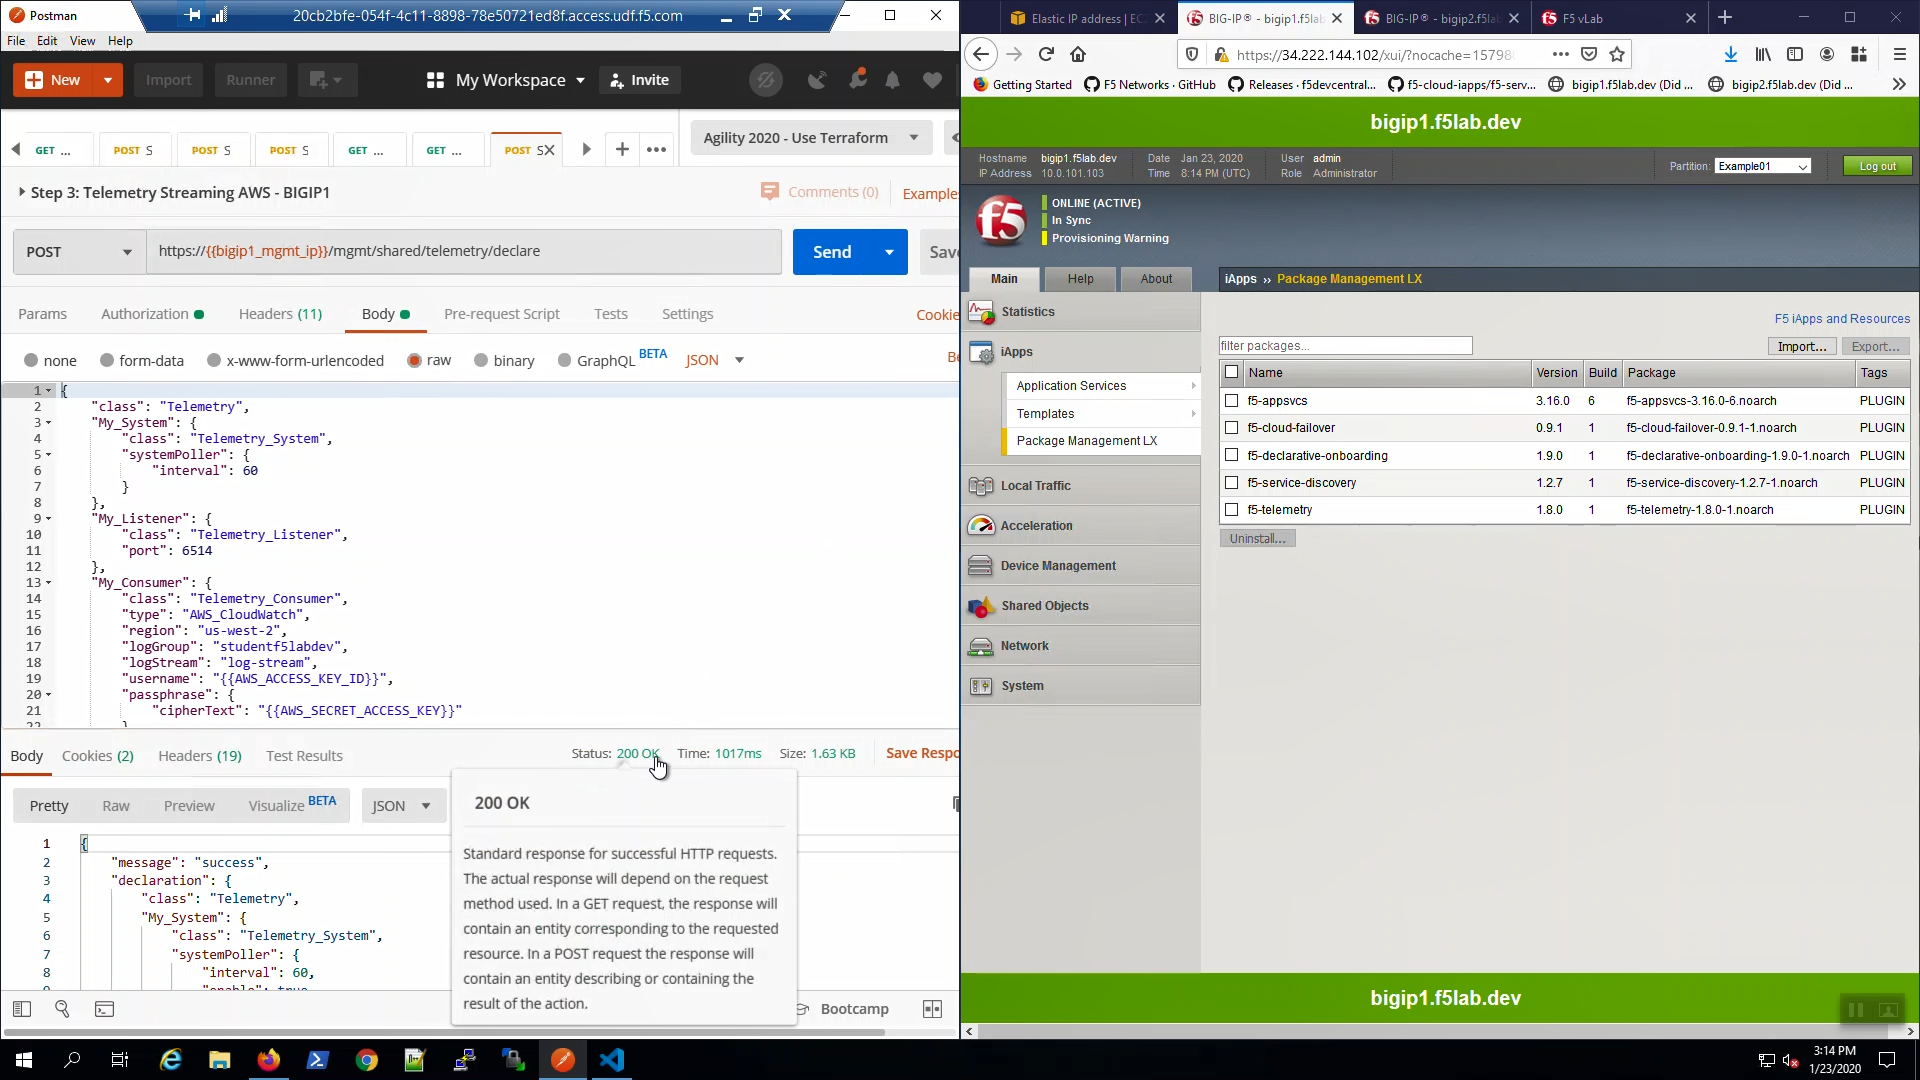 Postman
20cb2bfe-054f-4c11-8898-78e50721ed8f.access.udf.f5.com
File Edit View Help
New Import Runner My Workspace Invite
GET ... POST S POST S POST S GET ... GET ... POST S Agility 2020 - Use Terraform
Step 3: Telemetry Streaming AWS - BIGIP1 Comments (0) Examples
POST https://{{bigip1_mgmt_ip}}/mgmt/shared/telemetry/declare Send Sav
Params Authorization Headers (11) Body Pre-request Script Tests Settings Cookie
none form-data x-www-form-urlencoded raw binary GraphQL BETA JSON Be
1 {
2 "class": "Telemetry",
3 "My_System": {
4 "class": "Telemetry_System",
5 "systemPoller": {
6 "interval": 60
7 }
8 },
9 "My_Listener": {
10 "class": "Telemetry_Listener",
11 "port": 6514
12 },
13 "My_Consumer": {
14 "class": "Telemetry_Consumer",
15 "type": "AWS_CloudWatch",
16 "region": "us-west-2",
17 "logGroup": "studentf5labdev",
18 "logStream": "log-stream",
19 "username": "{{AWS_ACCESS_KEY_ID}}",
20 "passphrase": {
21 "cipherText": "{{AWS_SECRET_ACCESS_KEY}}"
22 }
Body Cookies (2) Headers (19) Test Results Status: 200 OK Time: 1017ms Size: 1.63 KB Save Respo
Pretty Raw Preview Visualize BETA JSON
1 {
2 "message": "success",
3 "declaration": {
4 "class": "Telemetry",
5 "My_System": {
6 "class": "Telemetry_System",
7 "systemPoller": {
8 "interval": 60,
9 "enable": true
200 OK
Standard response for successful HTTP requests.
The actual response will depend on the request
method used. In a GET request, the response will
contain an entity corresponding to the requested
resource. In a POST request the response will
contain an entity describing or containing the
result of the action.
Bootcamp
Elastic IP address | EC BIG-IP® - bigip1.f5lab BIG-IP® - bigip2.f5lab F5 vLab
https://34.222.144.102/xui/?nocache=15798
Getting Started F5 Networks · GitHub Releases · f5devcentral... f5-cloud-iapps/f5-serv... bigip1.f5lab.dev (Did ... bigip2.f5lab.dev (Did ...
bigip1.f5lab.dev
Hostname bigip1.f5lab.dev Date Jan 23, 2020 User admin
IP Address 10.0.101.103 Time 8:14 PM (UTC) Role Administrator
Partition: Example01 Log out
f5
ONLINE (ACTIVE)
In Sync
Provisioning Warning
Main Help About
iApps ›› Package Management LX
Statistics
iApps
Application Services
Templates
Package Management LX
Local Traffic
Acceleration
Device Management
Shared Objects
Network
System
F5 iApps and Resources
filter packages... Import... Export...
Name Version Build Package Tags
f5-appsvcs 3.16.0 6 f5-appsvcs-3.16.0-6.noarch PLUGIN
f5-cloud-failover 0.9.1 1 f5-cloud-failover-0.9.1-1.noarch PLUGIN
f5-declarative-onboarding 1.9.0 1 f5-declarative-onboarding-1.9.0-1.noarch PLUGIN
f5-service-discovery 1.2.7 1 f5-service-discovery-1.2.7-1.noarch PLUGIN
f5-telemetry 1.8.0 1 f5-telemetry-1.8.0-1.noarch PLUGIN
Uninstall...
bigip1.f5lab.dev
3:14 PM
1/23/2020